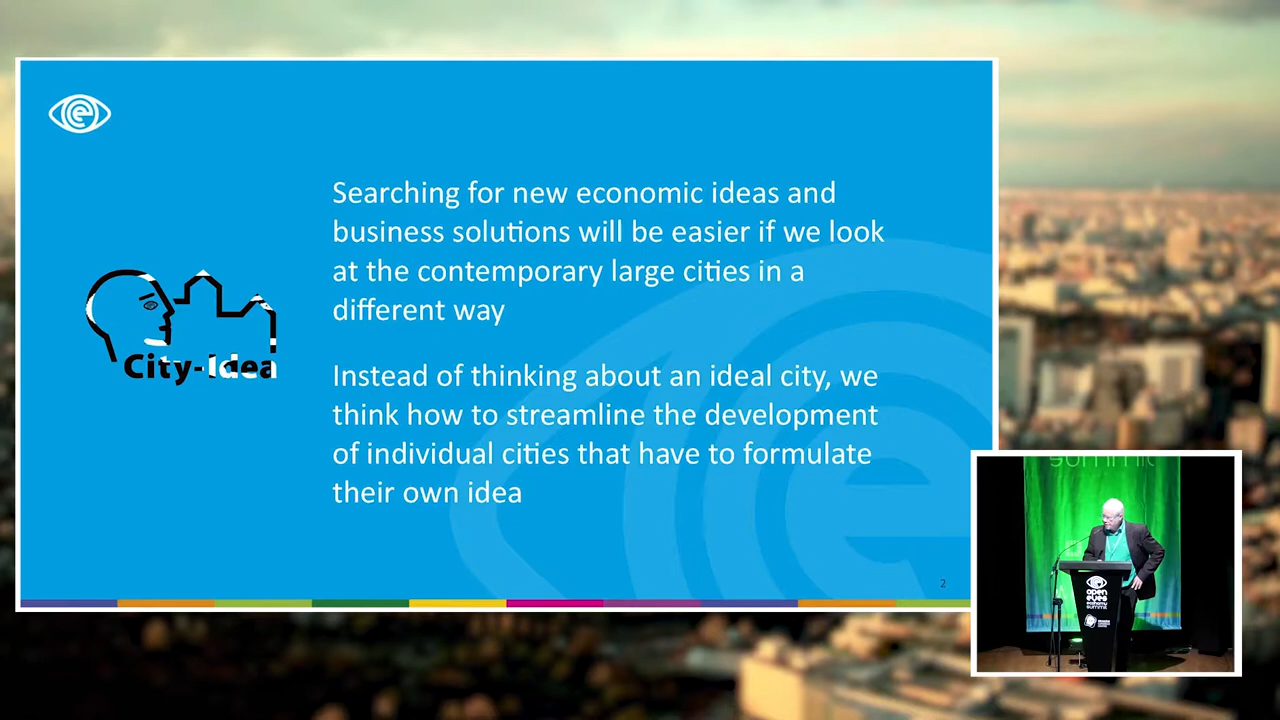 Searching for new economic ideas and
business solutions will be easier if we look
at the contemporary large cities in a
different way
City-Idea
Instead of thinking about an ideal city, we
think how to streamline the development
of individual cities that have to formulate
their own idea
2
summit
open
eyes
economy
summit